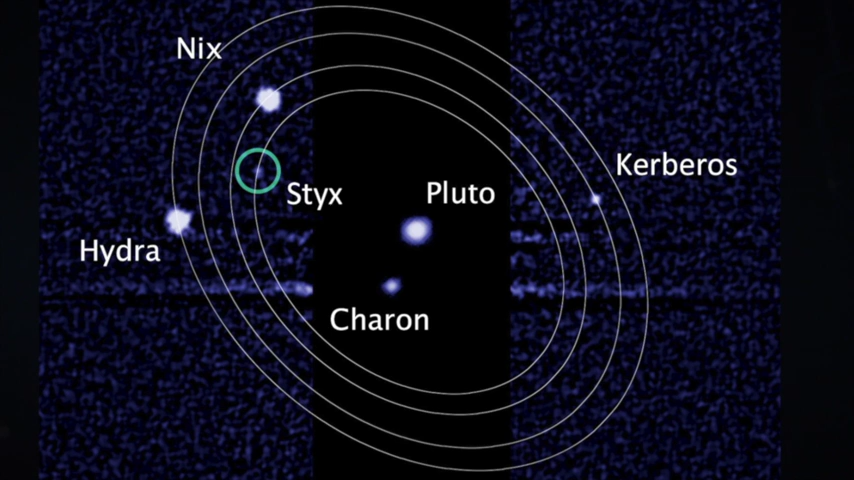 Nix
Kerberos
Styx
Pluto
Hydra
Charon